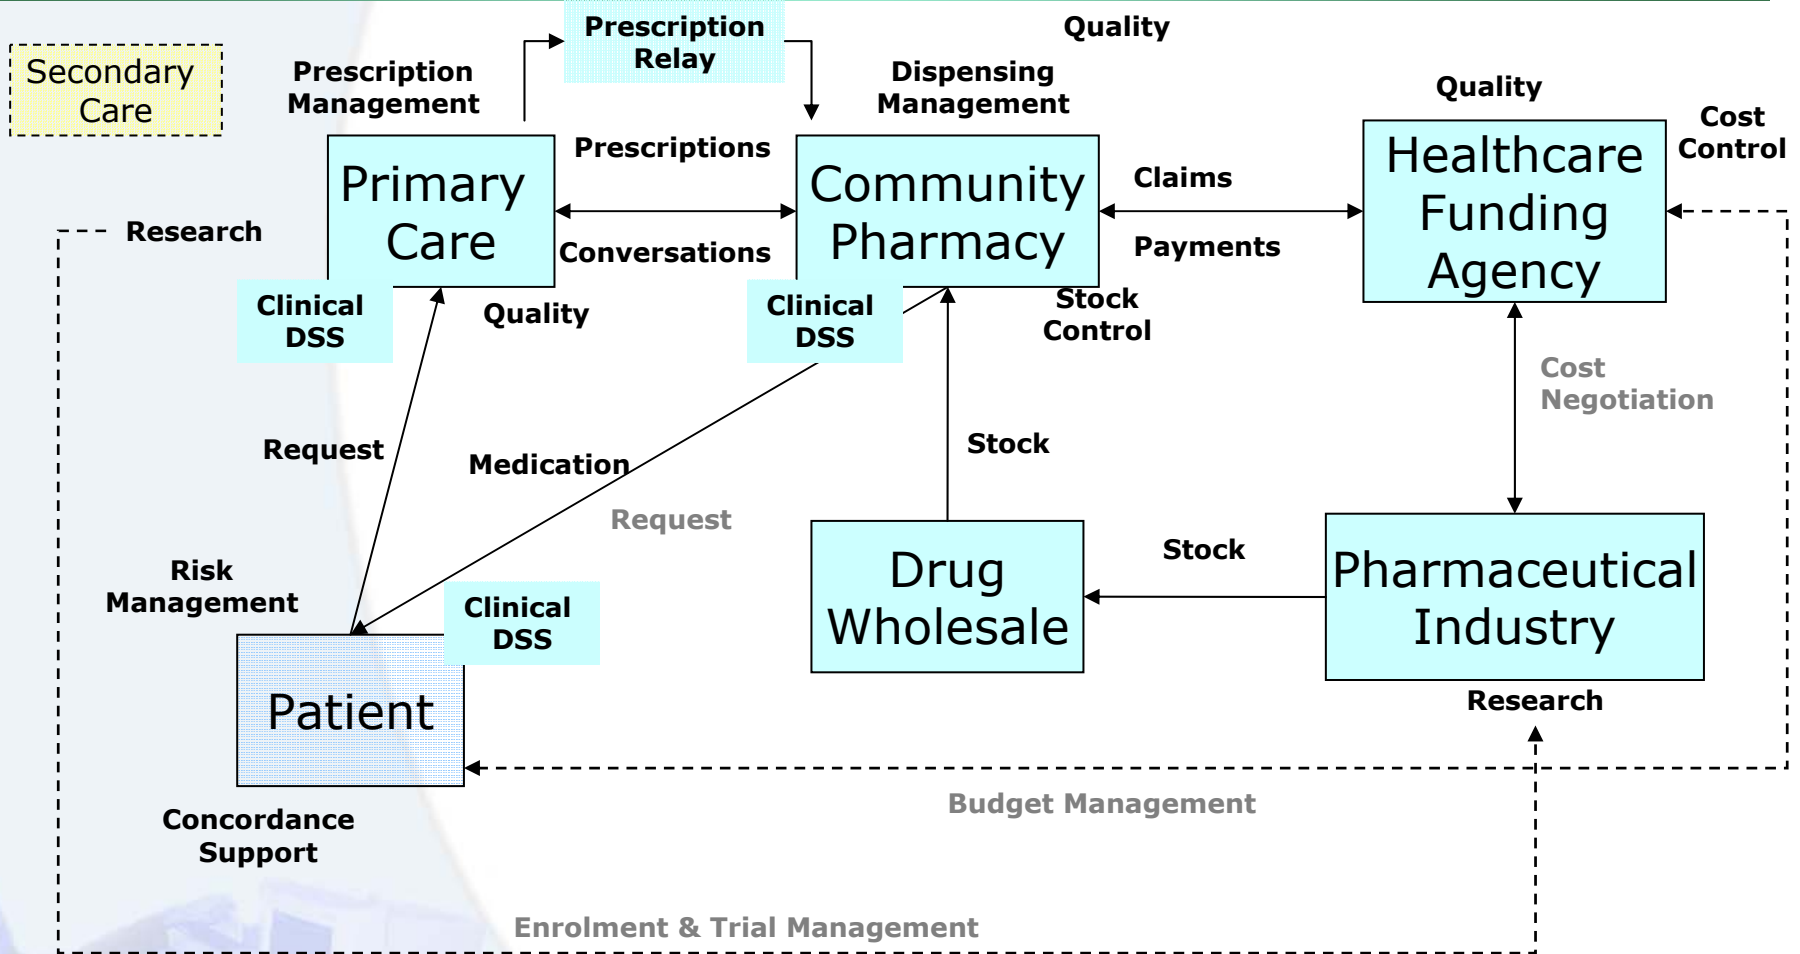 Prescription
Relay
Quality
Secondary
Care
Prescription
Management
Dispensing
Management
Quality
Cost
Control
Primary
Care
Prescriptions
Conversations
Community
Pharmacy
Claims
Payments
Healthcare
Funding
Agency
Research
Clinical
DSS
Quality
Clinical
DSS
Stock
Control
Cost
Negotiation
Request
Medication
Stock
Request
Risk
Management
Clinical
DSS
Drug
Wholesale
Stock
Pharmaceutical
Industry
Patient
Research
Budget Management
Concordance
Support
Enrolment & Trial Management